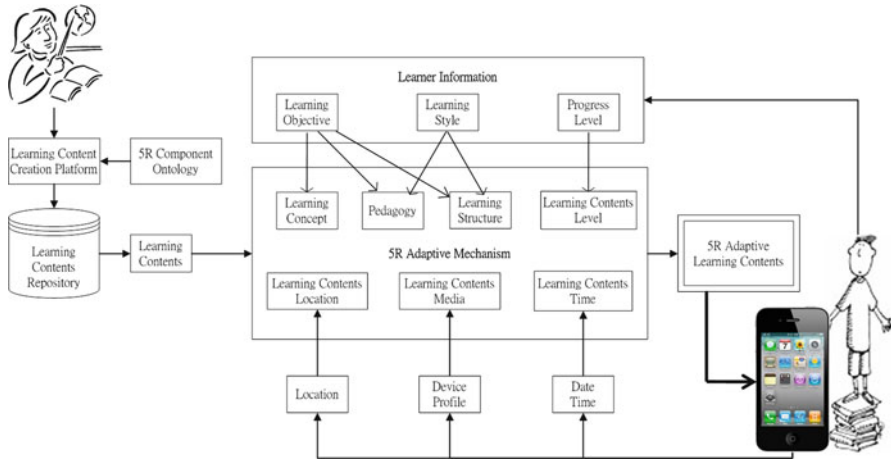 Learner Information
Learning
Objective
Learning
Style
Progress
Level
Learning Content
Creation Platform
5R Component
Ontology
Learning
Concept
Pedagogy
Learning
Structure
Learning Contents
Level
Learning
Contents
Repository
Learning
Contents
5R Adaptive Mechanism
5R Adaptive
Learning Contents
Learning Contents
Location
Learning Contents
Media
Learning Contents
Time
Location
Device
Profile
Date
Time